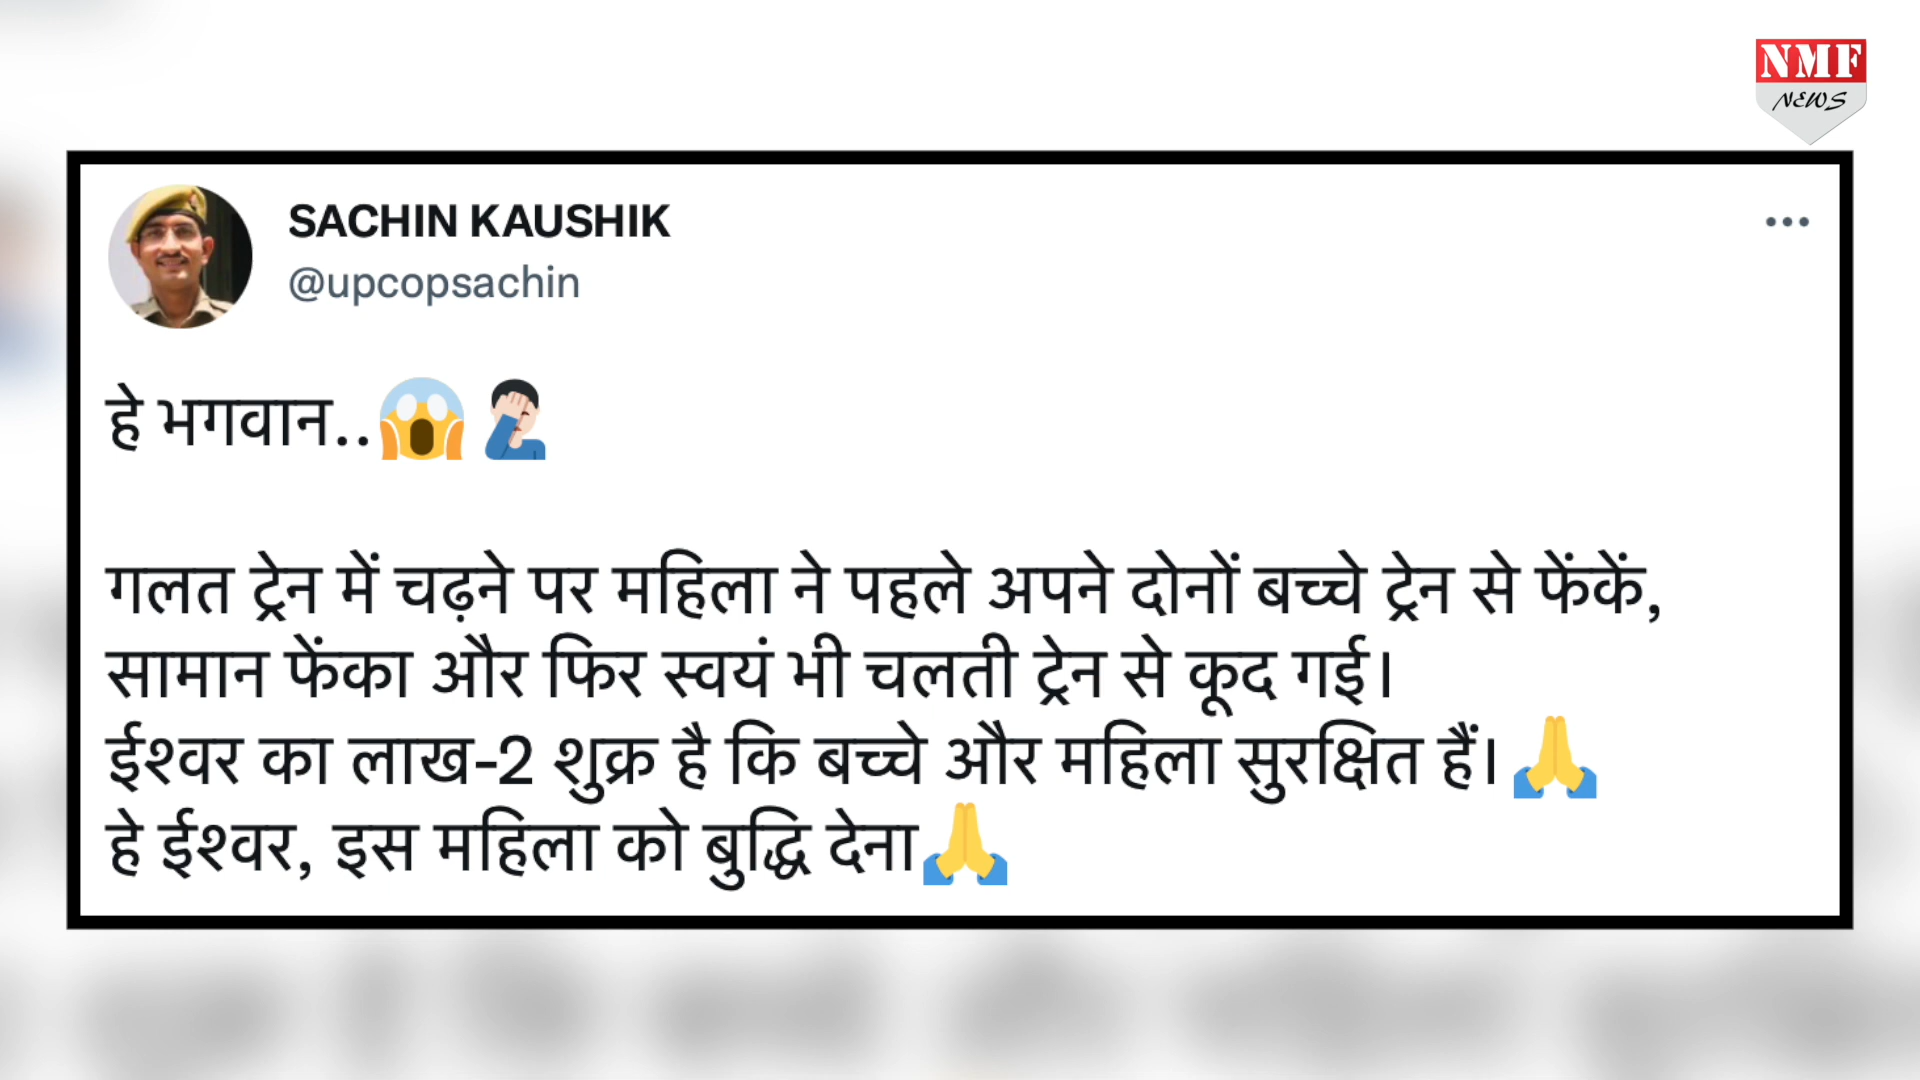 NMF
NEWS
SACHIN KAUSHIK
@upcopsachin
हे भगवान..😱🤦🏻‍♂️
गलत ट्रेन में चढ़ने पर महिला ने पहले अपने दोनों बच्चे ट्रेन से फेंकें,
सामान फेंका और फिर स्वयं भी चलती ट्रेन से कूद गई।
ईश्वर का लाख-2 शुक्र है कि बच्चे और महिला सुरक्षित हैं।🙏
हे ईश्वर, इस महिला को बुद्धि देना🙏